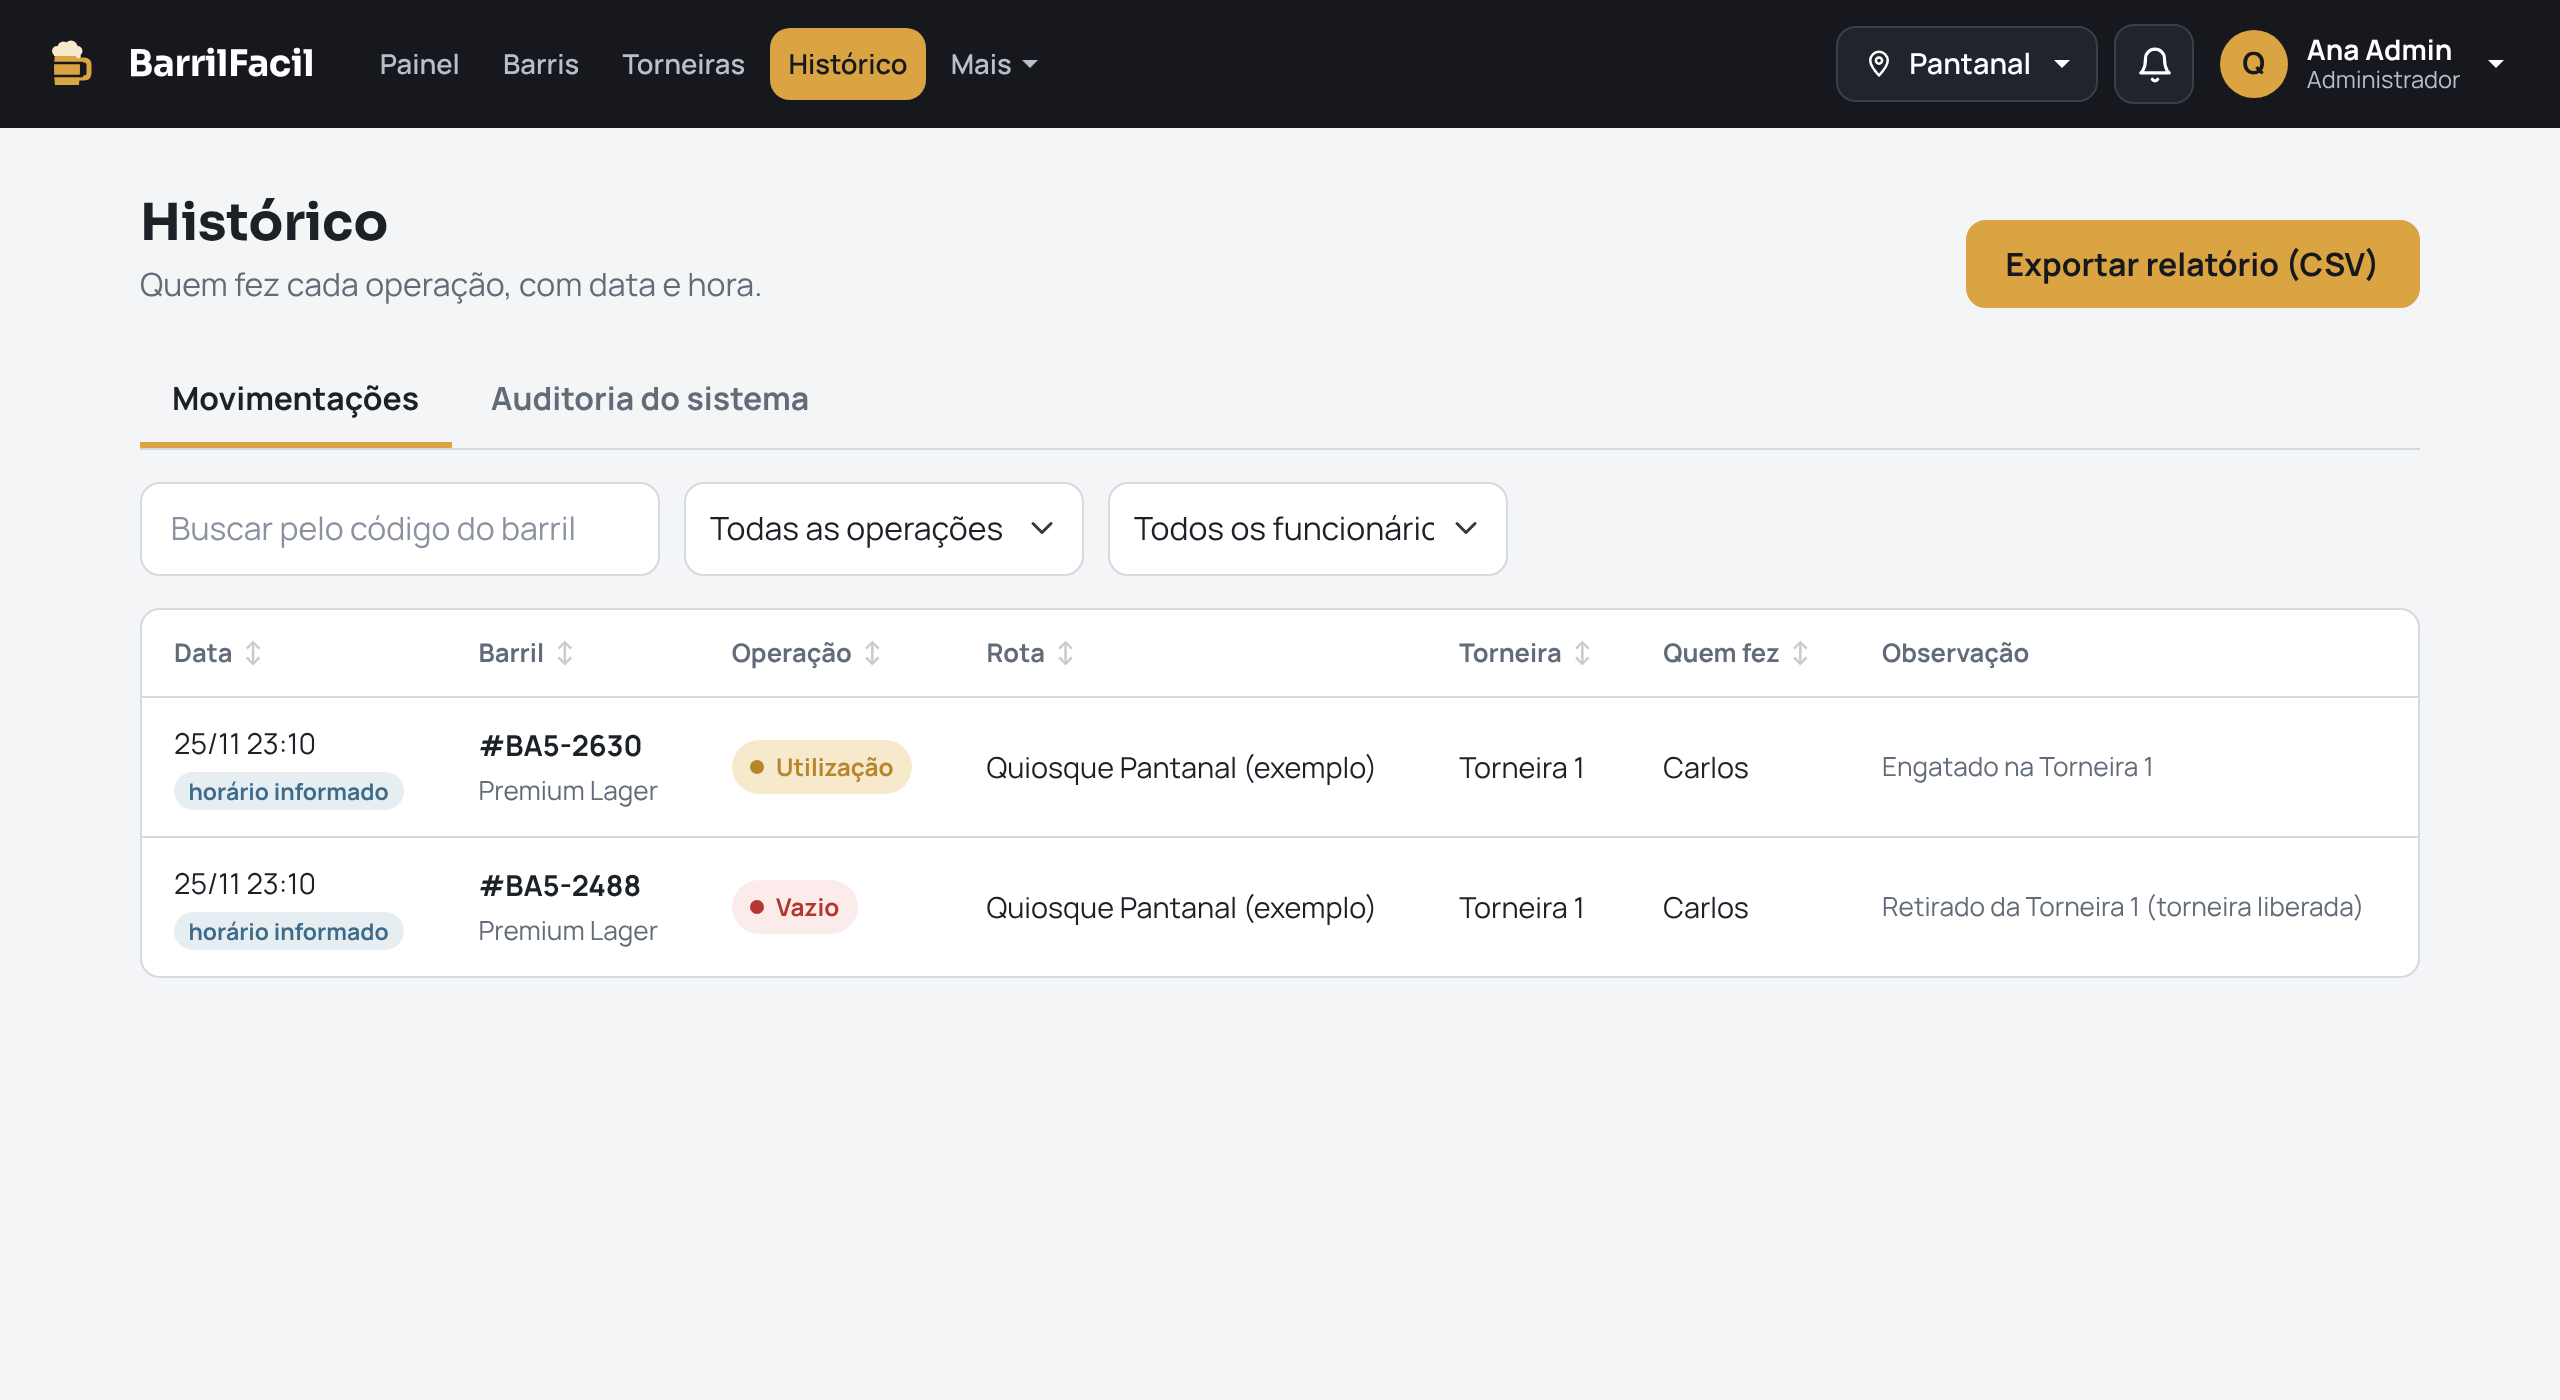 BarrilFacil
Painel
Barris
Torneiras
Histórico
Mais
Pantanal
Q
Ana Admin
Administrador
Histórico
Quem fez cada operação, com data e hora.
Exportar relatório (CSV)
Movimentações
Auditoria do sistema
Buscar pelo código do barril
Todas as operações
Todos os funcionáric
Data
Barril
Operação
Rota
Torneira
Quem fez
Observação
25/11 23:10
horário informado
#BA5-2630
Premium Lager
Utilização
Quiosque Pantanal (exemplo)
Torneira 1
Carlos
Engatado na Torneira 1
25/11 23:10
horário informado
#BA5-2488
Premium Lager
Vazio
Quiosque Pantanal (exemplo)
Torneira 1
Carlos
Retirado da Torneira 1 (torneira liberada)